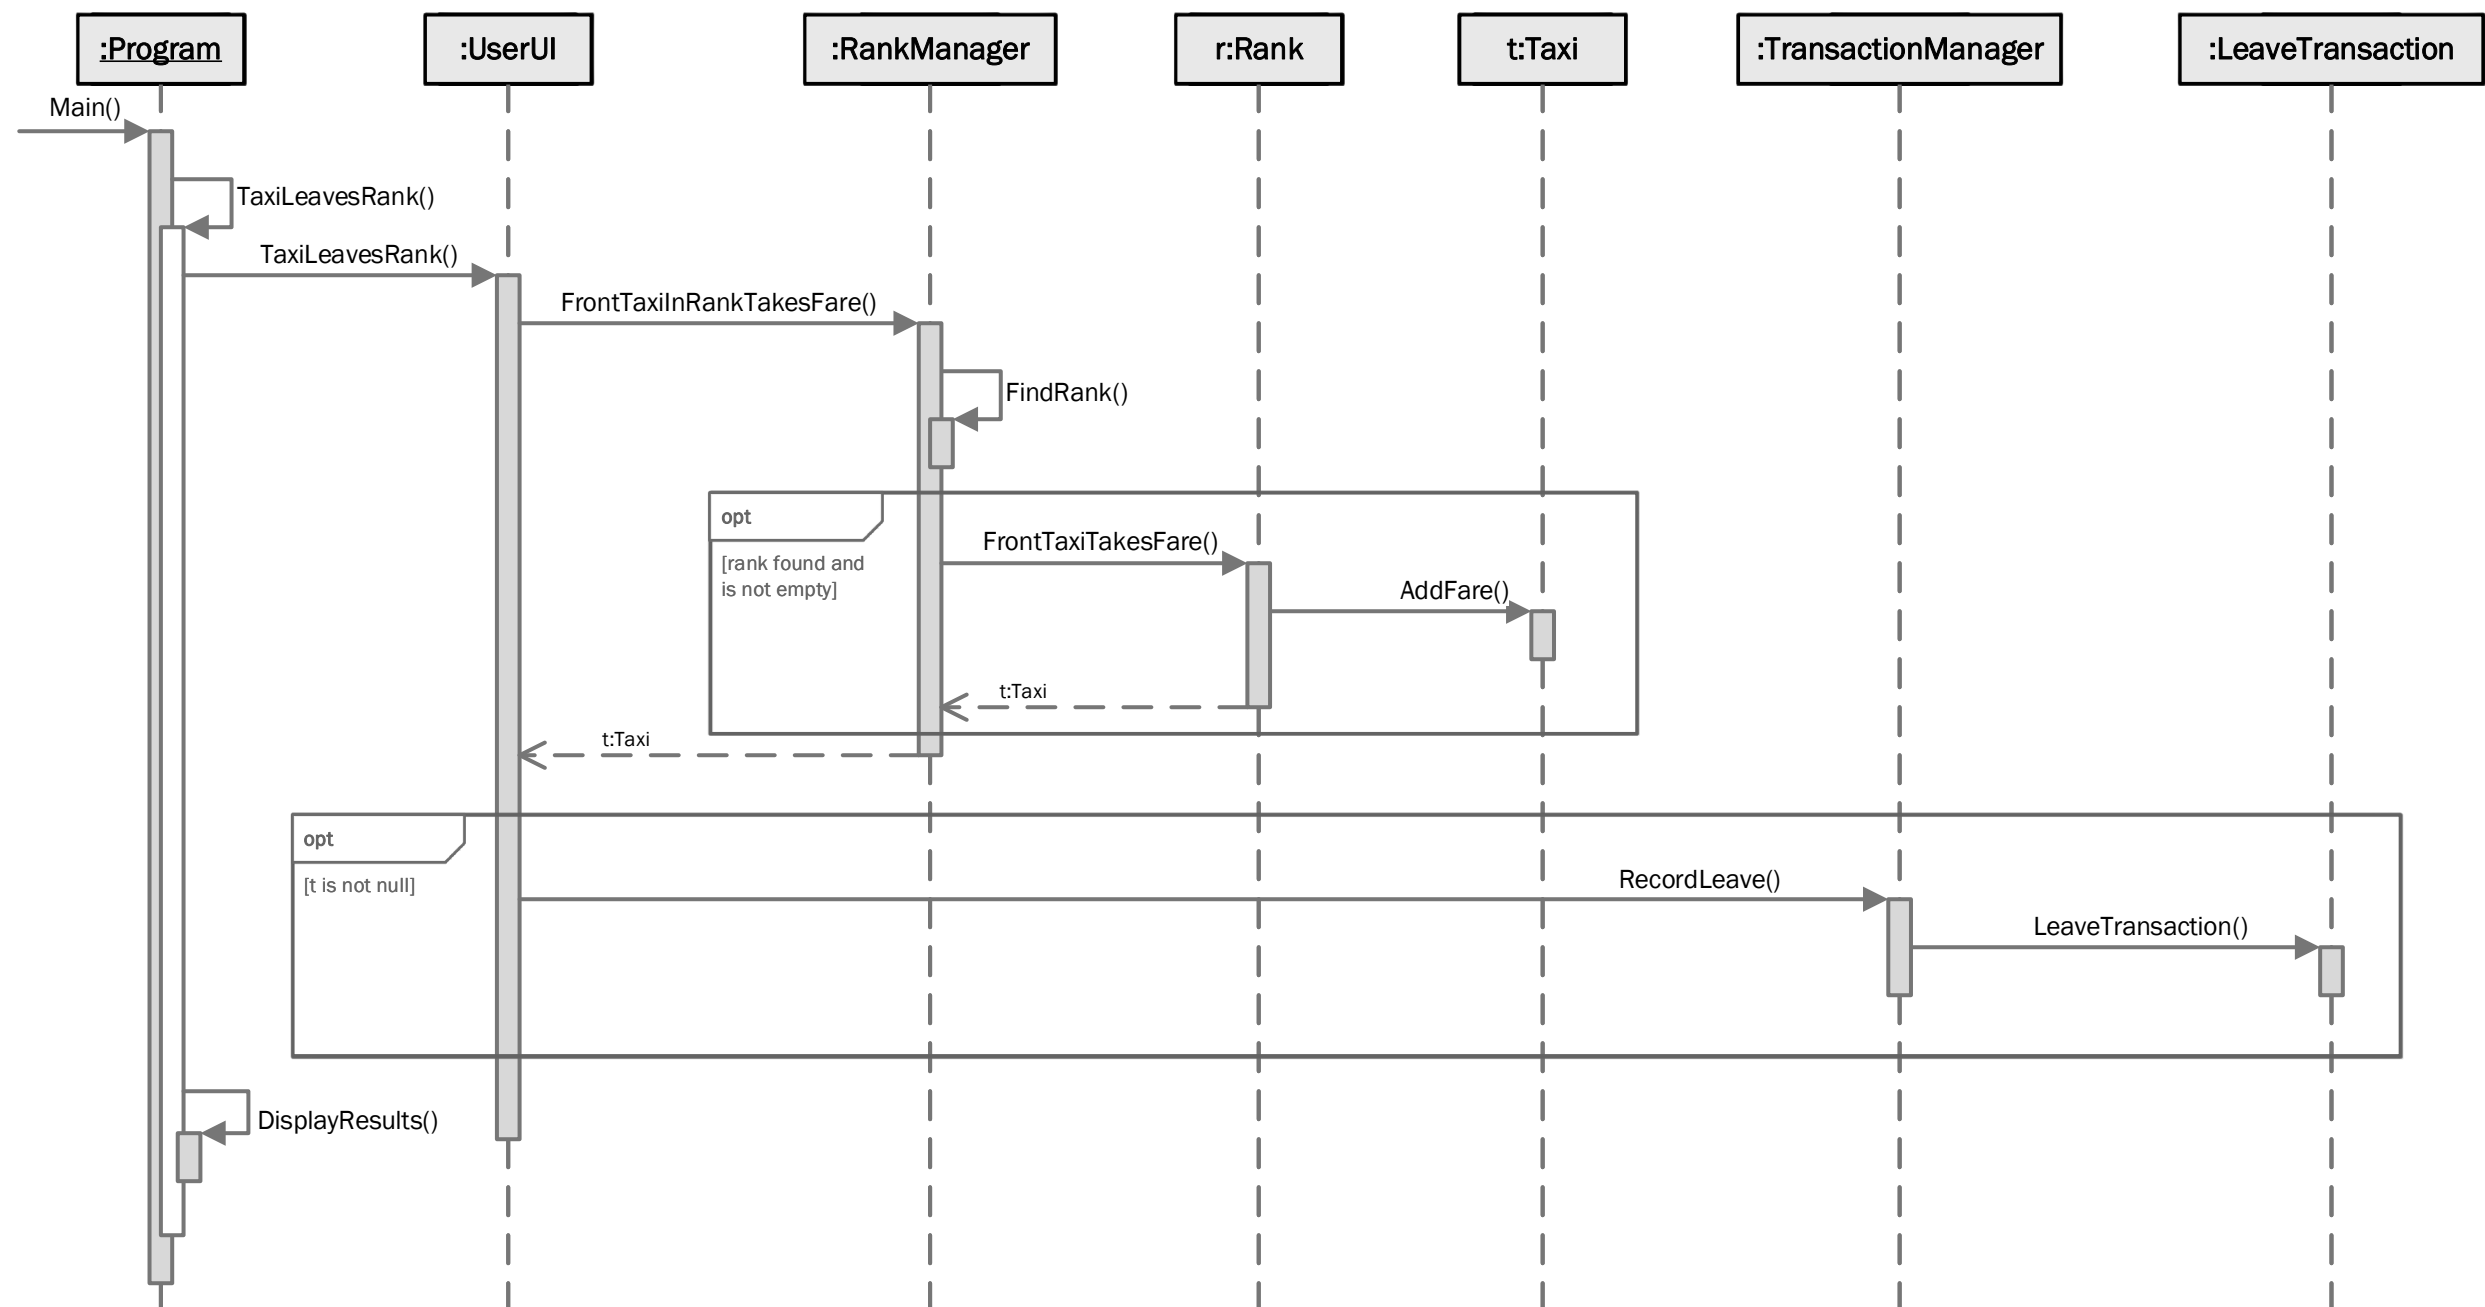 :Program
:UserUI
:RankManager
r:Rank
t:Taxi
:TransactionManager
:LeaveTransaction
Main()
TaxiLeavesRank()
TaxiLeavesRank()
FrontTaxiInRankTakesFare()
FindRank()
opt
[rank found and
is not empty]
FrontTaxiTakesFare()
AddFare()
t:Taxi
t:Taxi
opt
[t is not null]
RecordLeave()
LeaveTransaction()
DisplayResults()